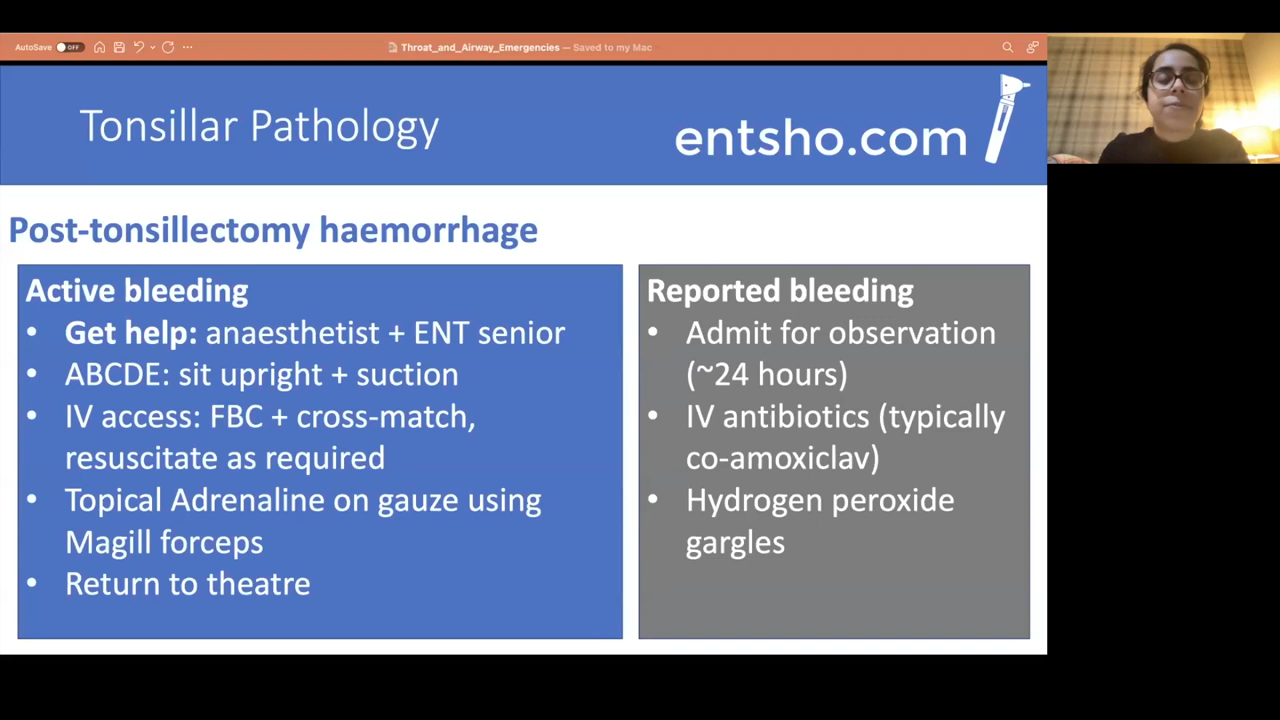 AutoSave OFF
Throat_and_Airway_Emergencies — Saved to my Mac
Tonsillar Pathology
entsho.com
Post-tonsillectomy haemorrhage
Active bleeding
• Get help: anaesthetist + ENT senior
• ABCDE: sit upright + suction
• IV access: FBC + cross-match,
resuscitate as required
• Topical Adrenaline on gauze using
Magill forceps
• Return to theatre
Reported bleeding
• Admit for observation
(~24 hours)
• IV antibiotics (typically
co-amoxiclav)
• Hydrogen peroxide
gargles